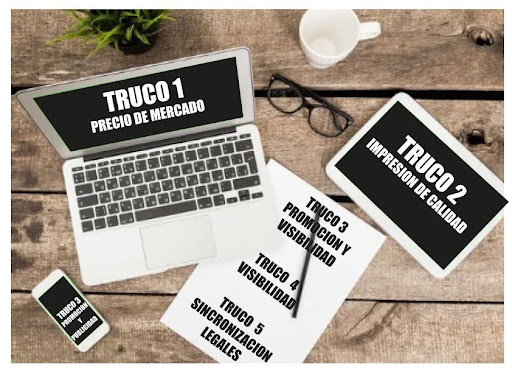 TRUCO 1
PRECIO DE MERCADO
TRUCO 2
IMPRESION DE CALIDAD
TRUCO 3
PROMOCION Y
VISIBILIDAD
TRUCO 4
VISIBILIDAD
TRUCO 5
SINCRONIZACION
LEGALES
TRUCO 3
PROMOCION
Y
PUBLICIDAD